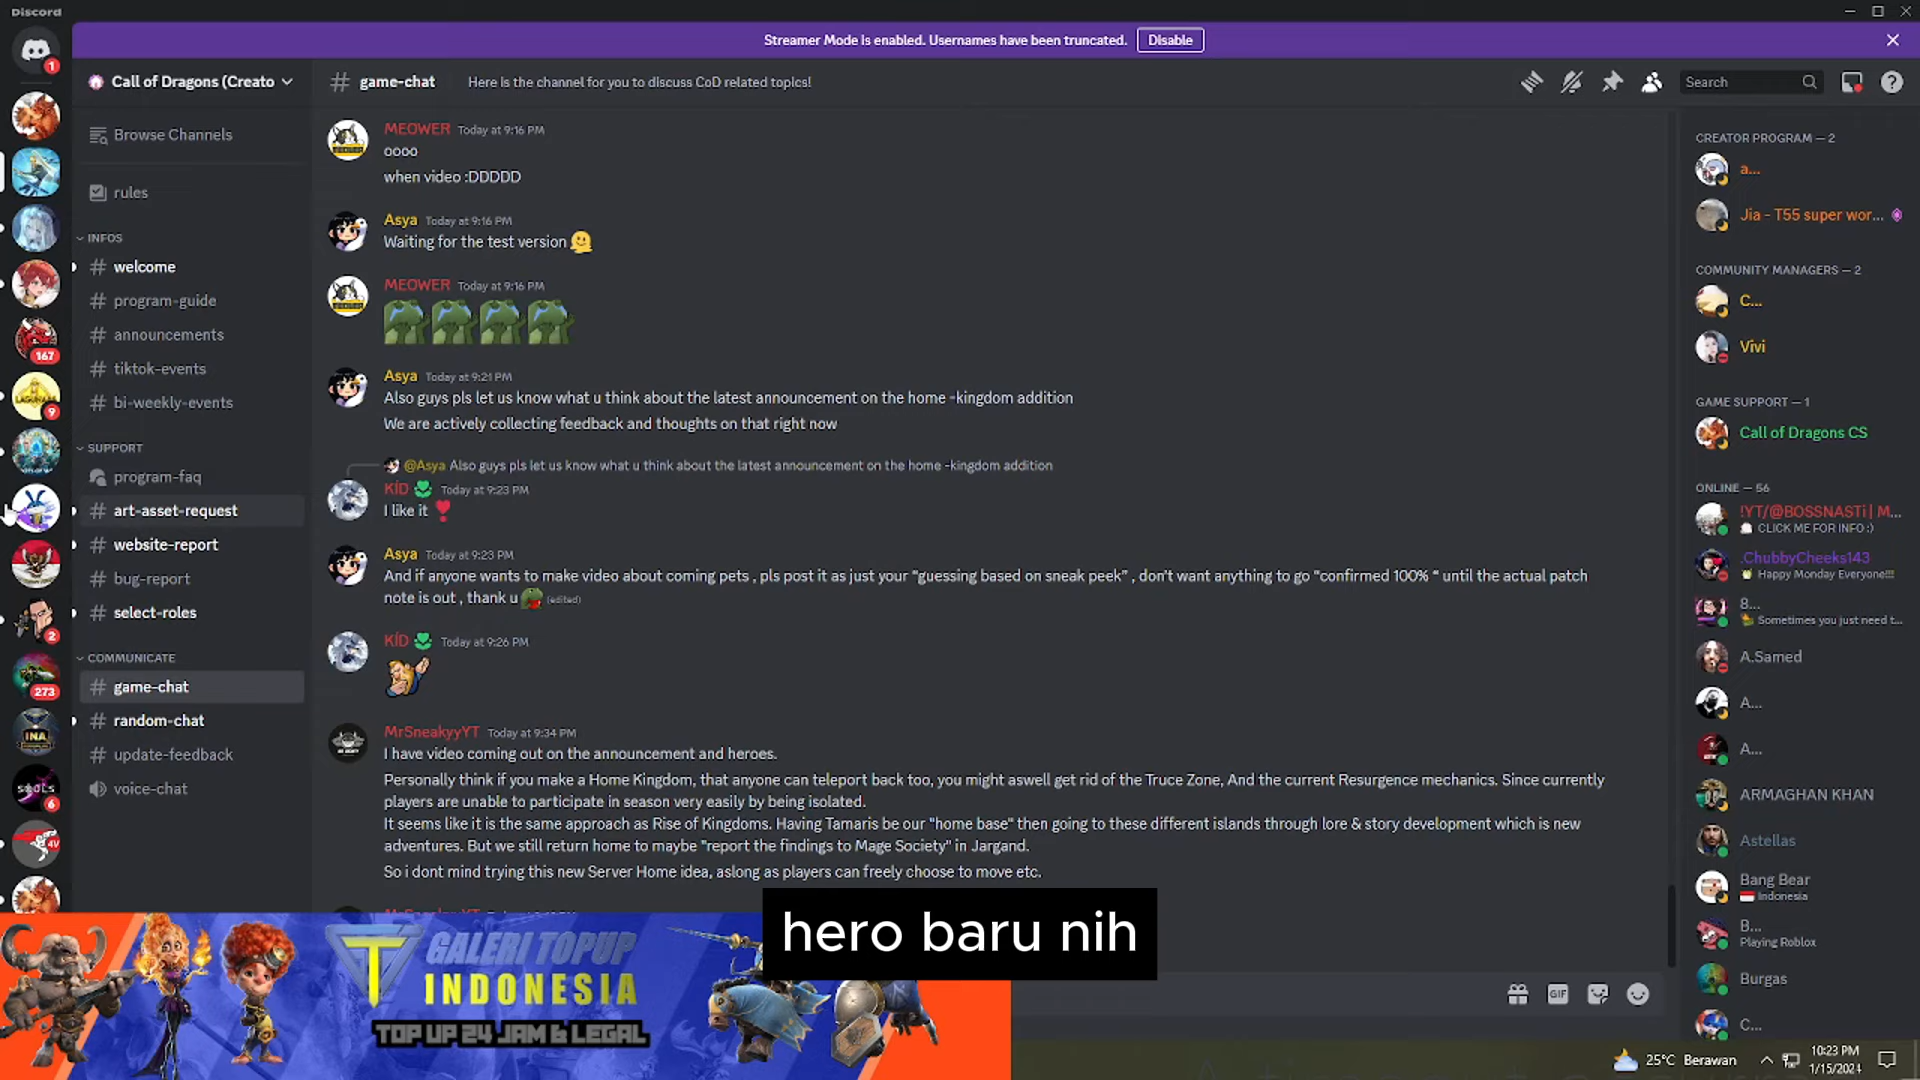 Discord
Streamer Mode is enabled. Usernames have been truncated.
Disable
1
Call of Dragons (Creato
game-chat
Here is the channel for you to discuss CoD related topics!
Search
Browse Channels
rules
INFOS
welcome
program-guide
announcements
tiktok-events
bi-weekly-events
SUPPORT
program-faq
art-asset-request
website-report
bug-report
select-roles
COMMUNICATE
game-chat
random-chat
update-feedback
voice-chat
167
9
2
273
INA
6
MEOWER Today at 9:16 PM
oooo
when video :DDDDD
Asya Today at 9:16 PM
Waiting for the test version
MEOWER Today at 9:16 PM
Asya Today at 9:21 PM
Also guys pls let us know what u think about the latest announcement on the home -kingdom addition
We are actively collecting feedback and thoughts on that right now
@Asya Also guys pls let us know what u think about the latest announcement on the home -kingdom addition
KÍD Today at 9:23 PM
I like it
Asya Today at 9:23 PM
And if anyone wants to make video about coming pets , pls post it as just your "guessing based on sneak peek" , don't want anything to go "confirmed 100% " until the actual patch
note is out , thank u (edited)
KÍD Today at 9:26 PM
MrSneakyyYT Today at 9:34 PM
I have video coming out on the announcement and heroes.
Personally think if you make a Home Kingdom, that anyone can teleport back too, you might aswell get rid of the Truce Zone, And the current Resurgence mechanics. Since currently
players are unable to participate in season very easily by being isolated.
It seems like it is the same approach as Rise of Kingdoms. Having Tamaris be our "home base" then going to these different islands through lore & story development which is new
adventures. But we still return home to maybe "report the findings to Mage Society" in Jargand.
So i dont mind trying this new Server Home idea, aslong as players can freely choose to move etc.
hero baru nih
GALERI TOPUP
INDONESIA
TOP UP 24 JAM & LEGAL
GIF
CREATOR PROGRAM — 2
a...
Jia - T55 super wor...
COMMUNITY MANAGERS — 2
C...
Vivi
GAME SUPPORT — 1
Call of Dragons CS
ONLINE — 56
!YT/@BOSSNASTi | M...
CLICK ME FOR INFO :)
.ChubbyCheeks143
Happy Monday Everyone!!!
8...
Sometimes you just need t...
A.Samed
A...
A...
ARMAGHAN KHAN
Astellas
Bang Bear
Indonesia
B...
Playing Roblox
Burgas
C...
25°C Berawan
10:23 PM
1/15/2024